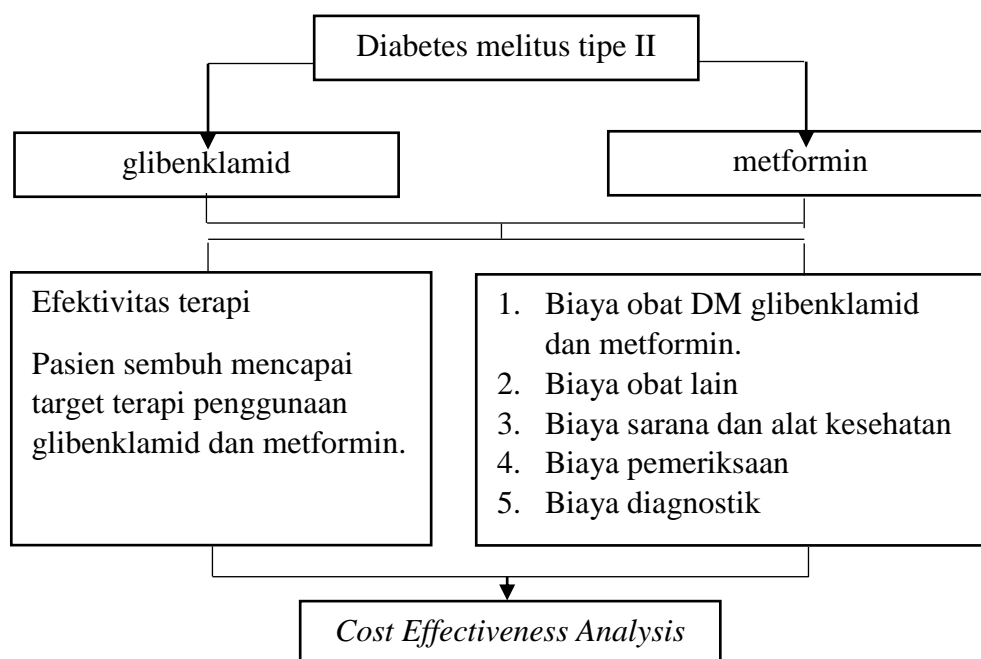 Diabetes melitus tipe II
glibenklamid
metformin
Efektivitas terapi
Pasien sembuh mencapai
target terapi penggunaan
glibenklamid dan metformin.
1. Biaya obat DM glibenklamid
dan metformin.
2. Biaya obat lain
3. Biaya sarana dan alat kesehatan
4. Biaya pemeriksaan
5. Biaya diagnostik
Cost Effectiveness Analysis